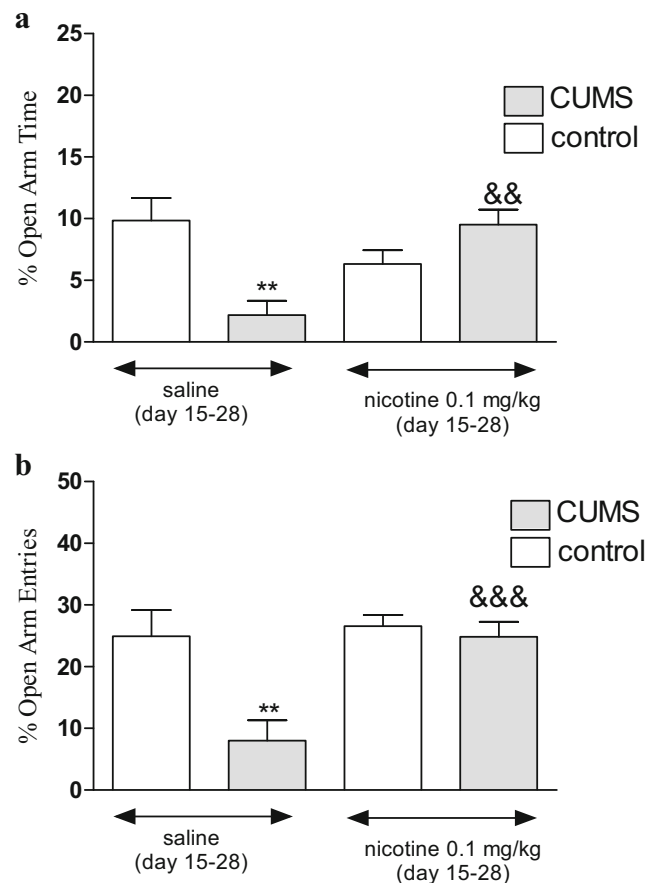 a
25
20
15
10
5
0
% Open Arm Time
CUMS
control
**
&&
saline
(day 15-28)
nicotine 0.1 mg/kg
(day 15-28)
b
50
40
30
20
10
0
% Open Arm Entries
CUMS
control
**
&&&
saline
(day 15-28)
nicotine 0.1 mg/kg
(day 15-28)